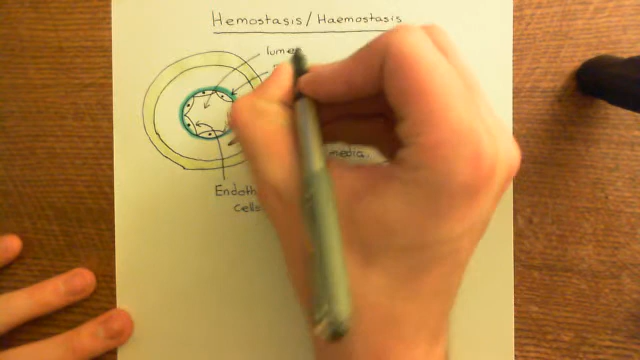 Hemostasis/Haemostasis
lumen
media.
Endoth
cells